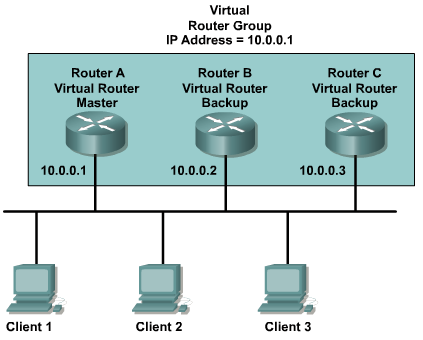 Virtual
Router Group
IP Address = 10.0.0.1
Router A
Virtual Router
Master
Router B
Virtual Router
Backup
Router C
Virtual Router
Backup
10.0.0.1
10.0.0.2
10.0.0.3
Client 1
Client 2
Client 3